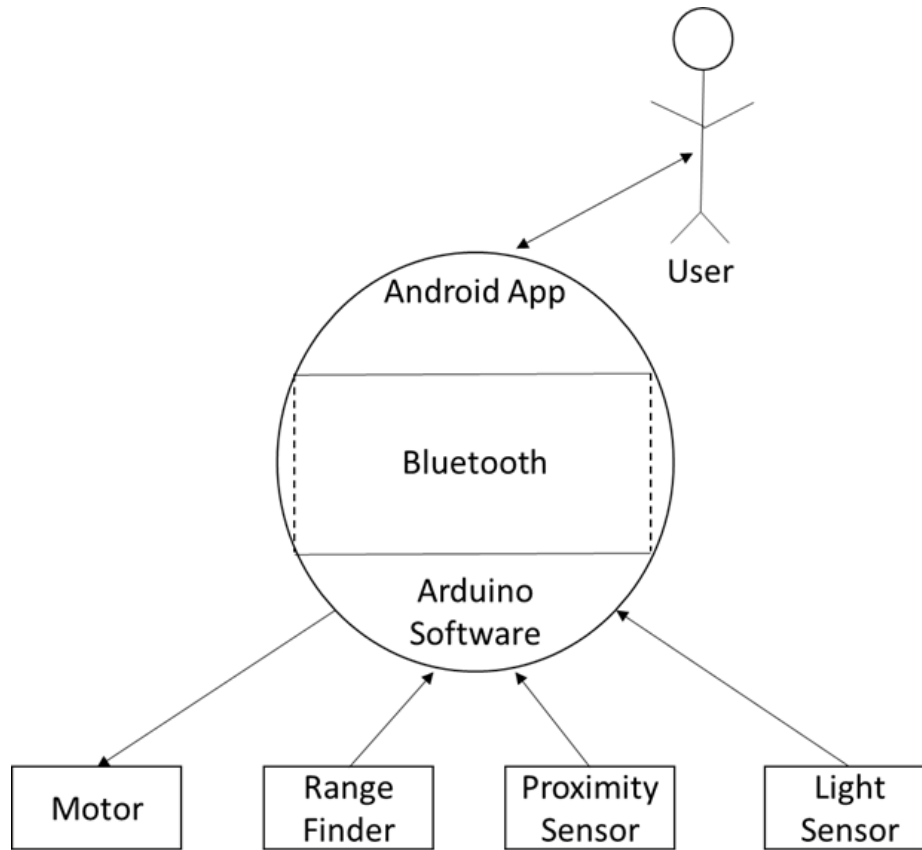 User
Android App
Bluetooth
Arduino
Software
Motor
Range
Finder
Proximity
Sensor
Light
Sensor